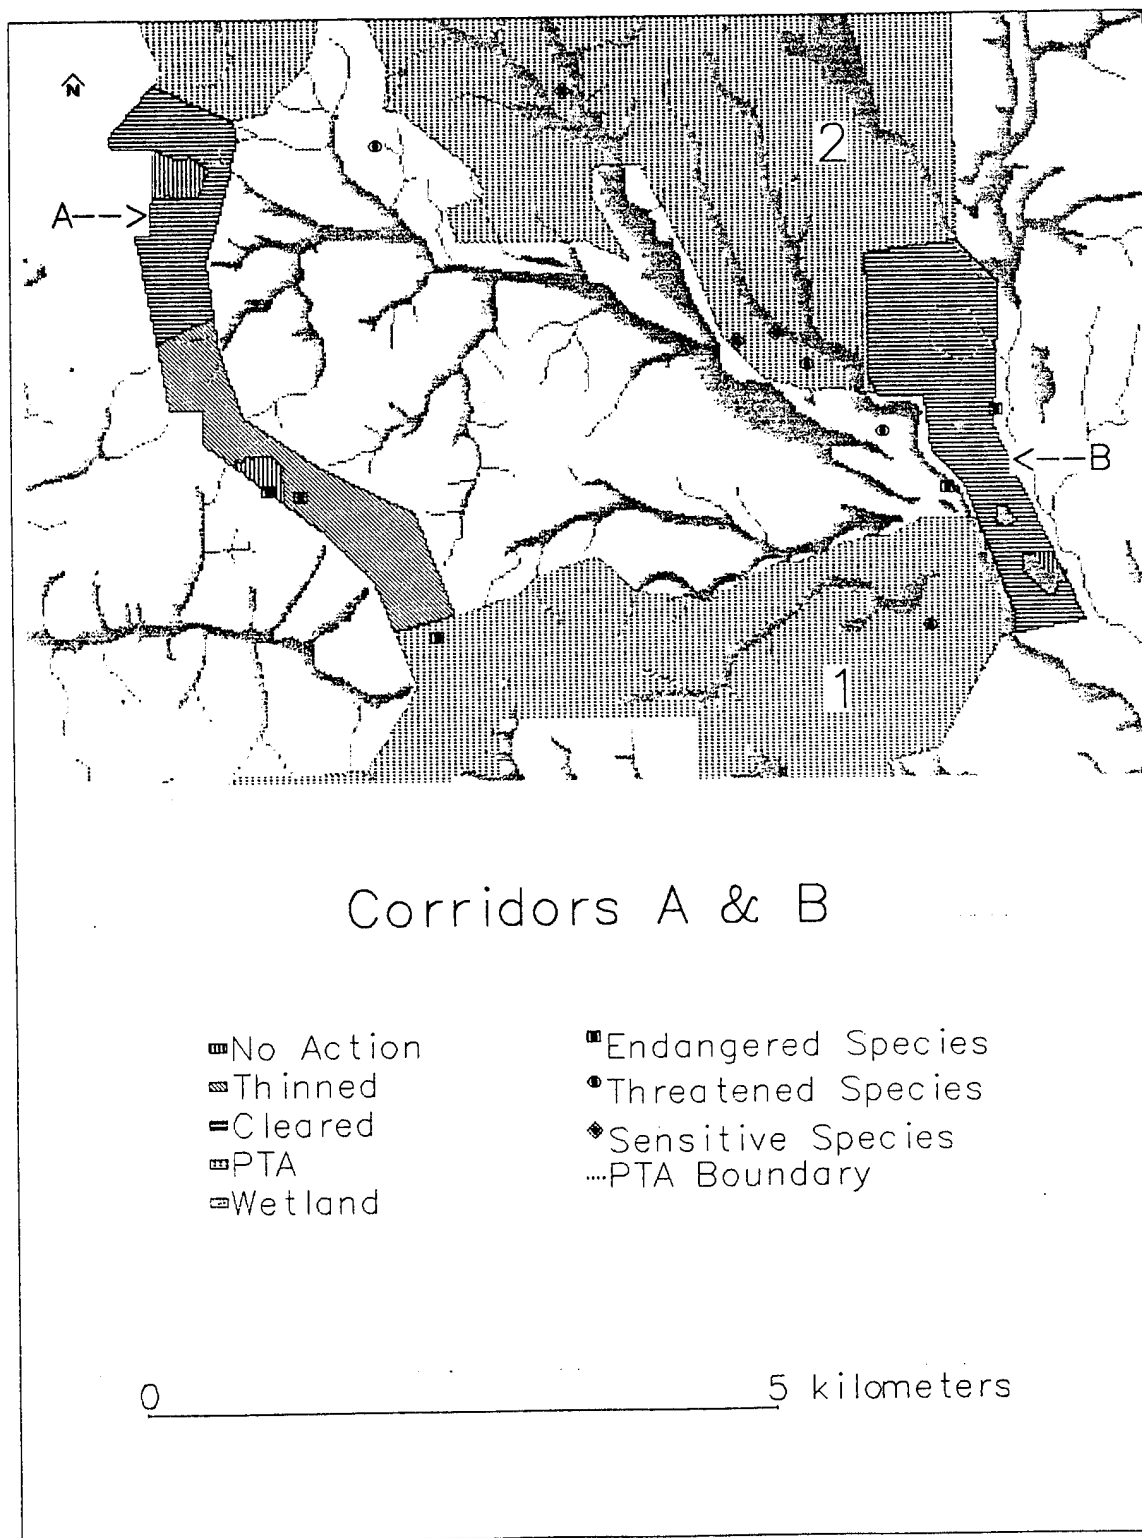 N
2
A--->
<---B
1
Corridors A & B
No Action
Thinned
Cleared
PTA
Wetland
Endangered Species
Threatened Species
Sensitive Species
PTA Boundary
0
5 kilometers